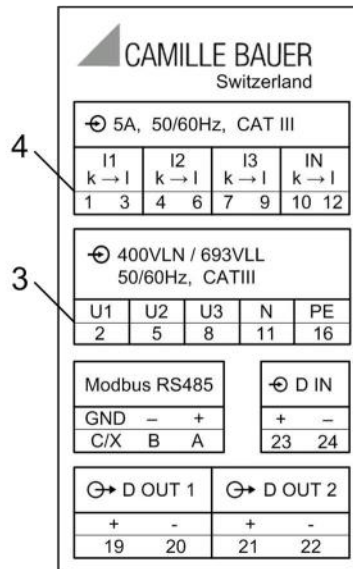 CAMILLE BAUER
Switzerland
5A, 50/60Hz, CAT III
4
I1 I2 I3 IN
k → l k → l k → l k → l
1 3 4 6 7 9 10 12
400VLN / 693VLL
50/60Hz, CATIII
3
U1 U2 U3 N PE
2 5 8 11 16
Modbus RS485
GND – +
C/X B A
D IN
+ –
23 24
D OUT 1 D OUT 2
+ - + -
19 20 21 22